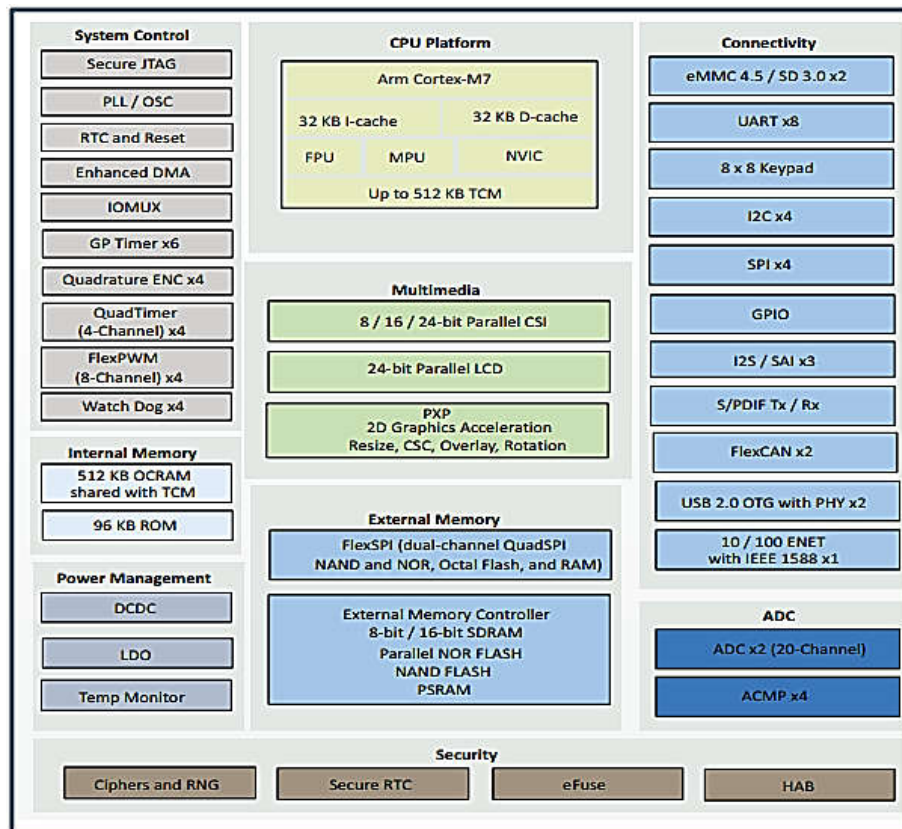 System Control
Secure JTAG
PLL / OSC
RTC and Reset
Enhanced DMA
IOMUX
GP Timer x6
Quadrature ENC x4
QuadTimer
(4-Channel) x4
FlexPWM
(8-Channel) x4
Watch Dog x4
Internal Memory
512 KB OCRAM
shared with TCM
96 KB ROM
Power Management
DCDC
LDO
Temp Monitor
CPU Platform
Arm Cortex-M7
32 KB I-cache
32 KB D-cache
FPU
MPU
NVIC
Up to 512 KB TCM
Multimedia
8 / 16 / 24-bit Parallel CSI
24-bit Parallel LCD
PXP
2D Graphics Acceleration
Resize, CSC, Overlay, Rotation
External Memory
FlexSPI (dual-channel QuadSPI
NAND and NOR, Octal Flash, and RAM)
External Memory Controller
8-bit / 16-bit SDRAM
Parallel NOR FLASH
NAND FLASH
PSRAM
Connectivity
eMMC 4.5 / SD 3.0 x2
UART x8
8 x 8 Keypad
I2C x4
SPI x4
GPIO
I2S / SAI x3
S/PDIF Tx / Rx
FlexCAN x2
USB 2.0 OTG with PHY x2
10 / 100 ENET
with IEEE 1588 x1
ADC
ADC x2 (20-Channel)
ACMP x4
Security
Ciphers and RNG
Secure RTC
eFuse
HAB